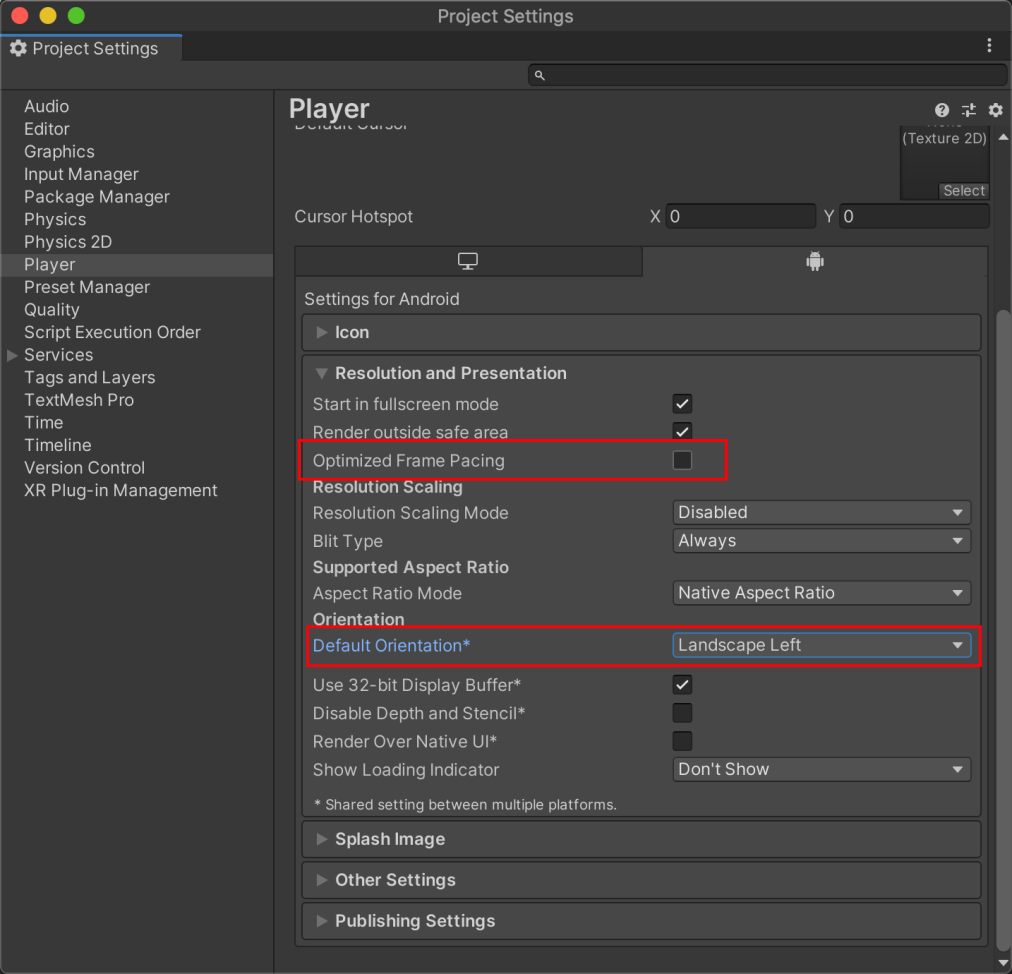 Project Settings
Project Settings
Audio
Editor
Graphics
Input Manager
Package Manager
Physics
Physics 2D
Player
Preset Manager
Quality
Script Execution Order
Services
Tags and Layers
TextMesh Pro
Time
Timeline
Version Control
XR Plug-in Management
Player
Default Cursor
(Texture 2D)
Select
Cursor Hotspot X 0 Y 0
Settings for Android
Icon
Resolution and Presentation
Start in fullscreen mode
Render outside safe area
Optimized Frame Pacing
Resolution Scaling
Resolution Scaling Mode Disabled
Blit Type Always
Supported Aspect Ratio
Aspect Ratio Mode Native Aspect Ratio
Orientation
Default Orientation* Landscape Left
Use 32-bit Display Buffer*
Disable Depth and Stencil*
Render Over Native UI*
Show Loading Indicator Don't Show
* Shared setting between multiple platforms.
Splash Image
Other Settings
Publishing Settings